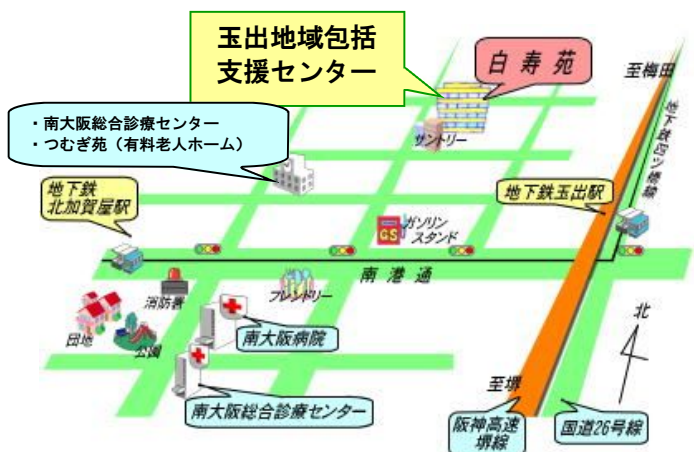 玉出地域包括
支援センター
白寿苑
至梅田
地下鉄四ツ橋線
・南大阪総合診療センター
・つむぎ苑（有料老人ホーム）
サントリー
地下鉄
北加賀屋駅
地下鉄玉出駅
ガソリン
スタンド
GS
南港通
消防署
フレンドリー
北
団地
公園
南大阪病院
至堺
南大阪総合診療センター
阪神高速
堺線
国道26号線